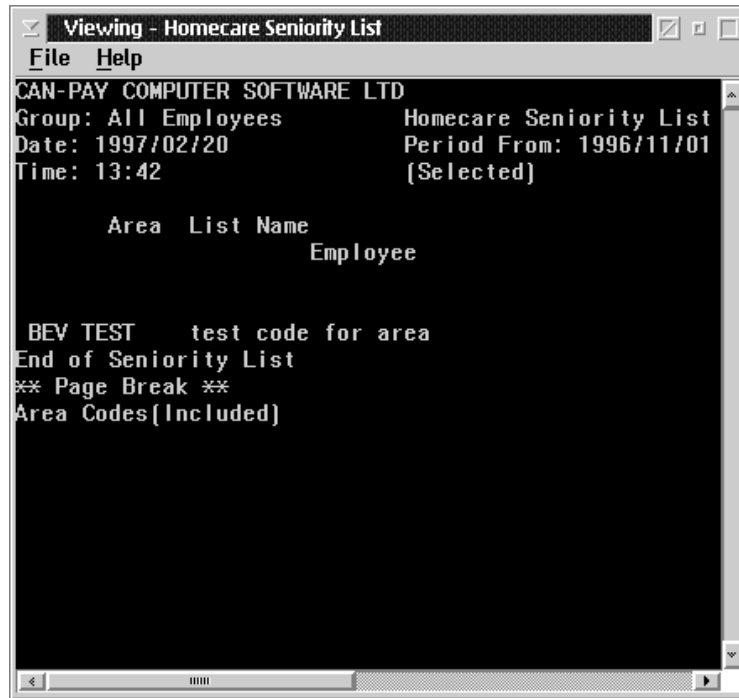 Viewing - Homecare Seniority List
File Help
CAN-PAY COMPUTER SOFTWARE LTD
Group: All Employees Homecare Seniority List
Date: 1997/02/20 Period From: 1996/11/01
Time: 13:42 (Selected)
Area List Name
Employee
BEV TEST test code for area
End of Seniority List
** Page Break **
Area Codes(Included)